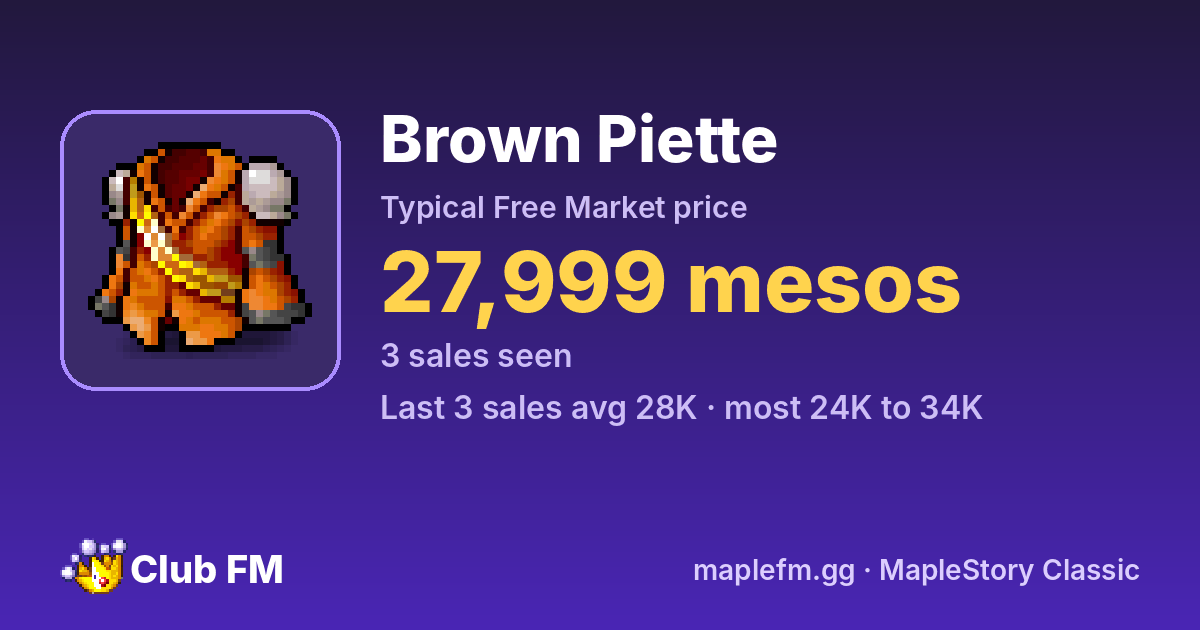 Brown Piette
Typical Free Market price
27,999 mesos
3 sales seen
Last 3 sales avg 28K · most 24K to 34K
Club FM
maplefm.gg · MapleStory Classic